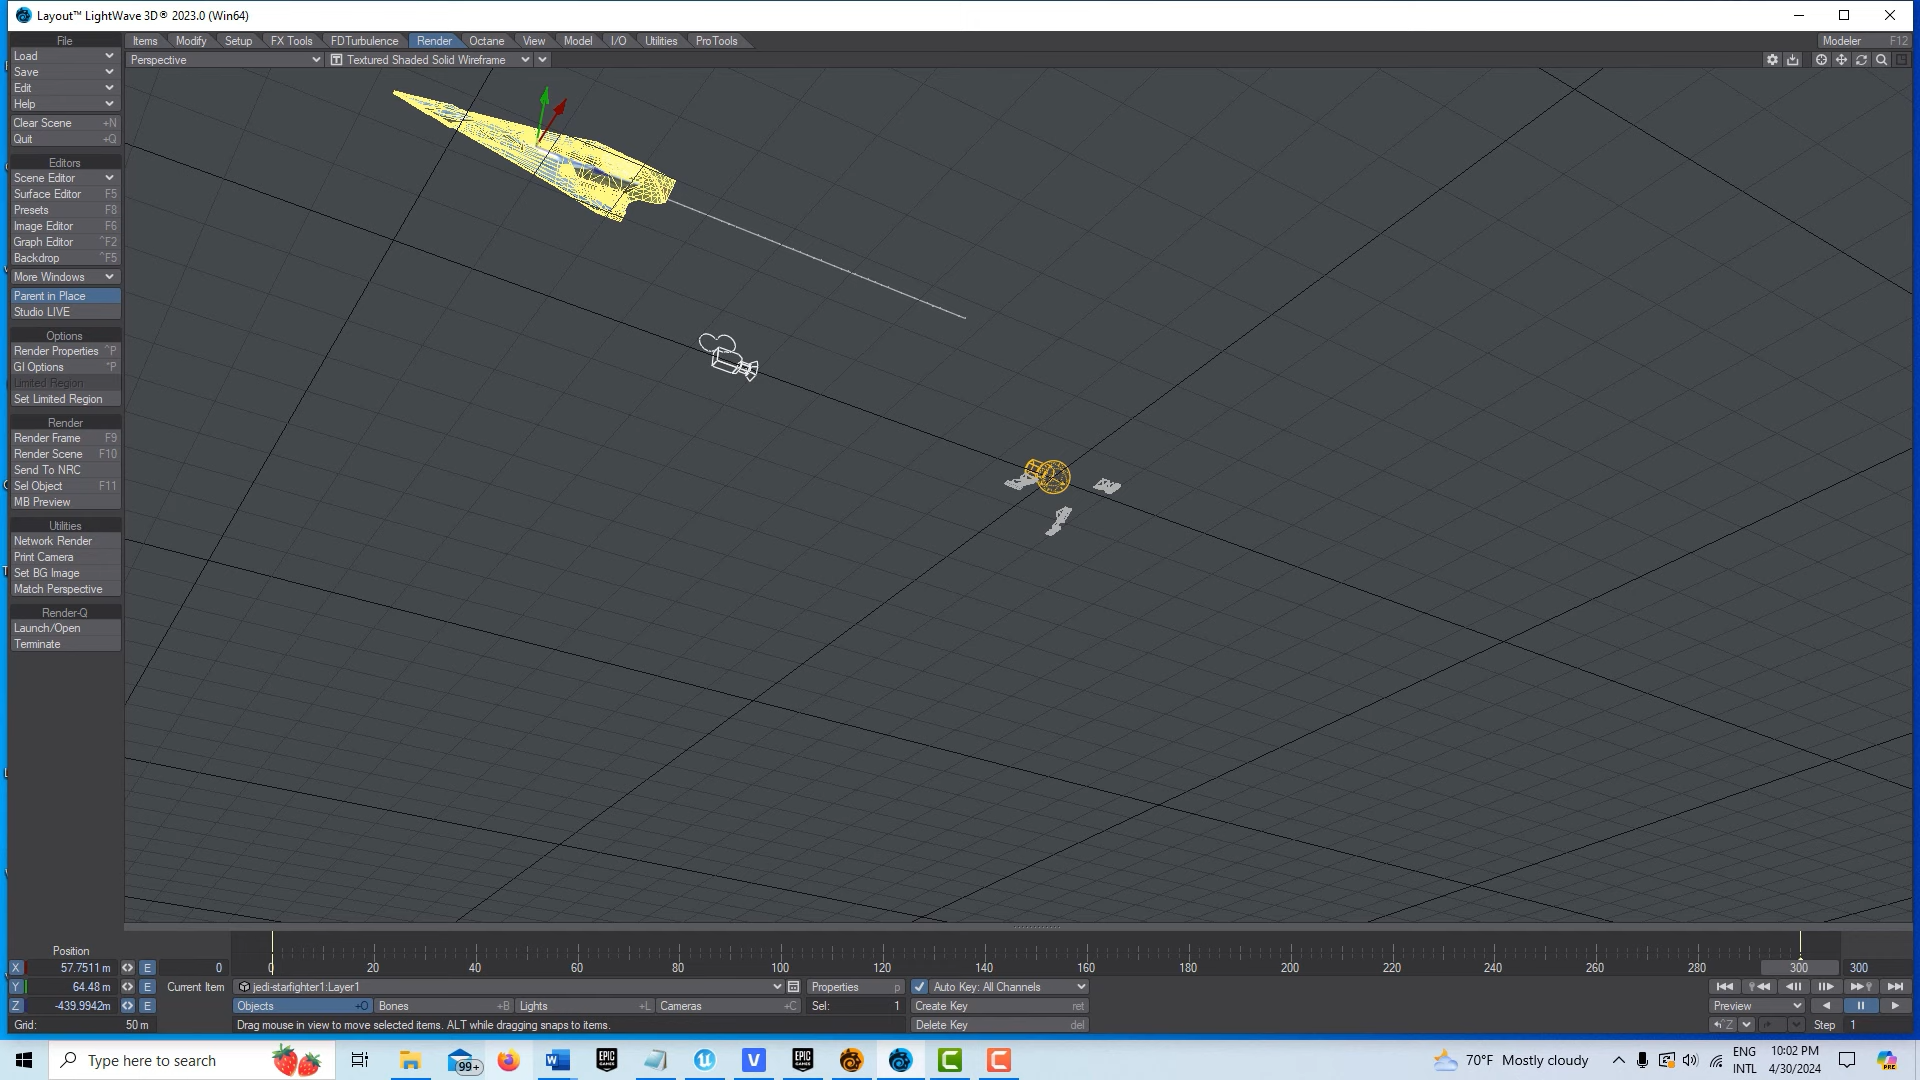 Layout™ LightWave 3D® 2023.0 (Win64)
File
Items Modify Setup FX Tools FDTurbulence Render Octane View Model I/O Utilities ProTools
Modeler F12
Load
Perspective
Textured Shaded Solid Wireframe
Save
Edit
Help
Clear Scene +N
Quit +Q
Editors
Scene Editor
Surface Editor F5
Presets F8
Image Editor F6
Graph Editor ^F2
Backdrop ^F5
More Windows
Parent in Place
Studio LIVE
Options
Render Properties ^P
GI Options "P
Limited Region
Set Limited Region
Render
Render Frame F9
Render Scene F10
Send To NRC
Sel Object F11
MB Preview
Utilities
Network Render
Print Camera
Set BG Image
Match Perspective
Render-Q
Launch/Open
Terminate
Position
X 57.7511 m E 0
0 20 40 60 80 100 120 140 160 180 200 220 240 260 280 300 300
Y 64.48 m E Current Item jedi-starfighter1:Layer1 Properties p Auto Key: All Channels
Z -439.9942m E Objects +O Bones +B Lights +L Cameras +C Sel: 1 Create Key ret Preview
Grid: 50 m Drag mouse in view to move selected items. ALT while dragging snaps to items. Delete Key del Z Step 1
Type here to search
99+
EPIC GAMES
EPIC GAMES
70°F Mostly cloudy
ENG
INTL
10:02 PM
4/30/2024
PRE